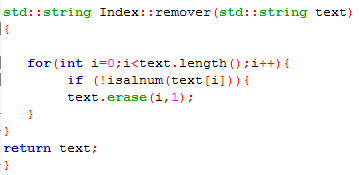 std::string Index::remover(std::string text)
{
for(int i=0;i<text.length();i++){
if (!isalnum(text[i])){
text.erase(i,1);
}
}
return text;
}